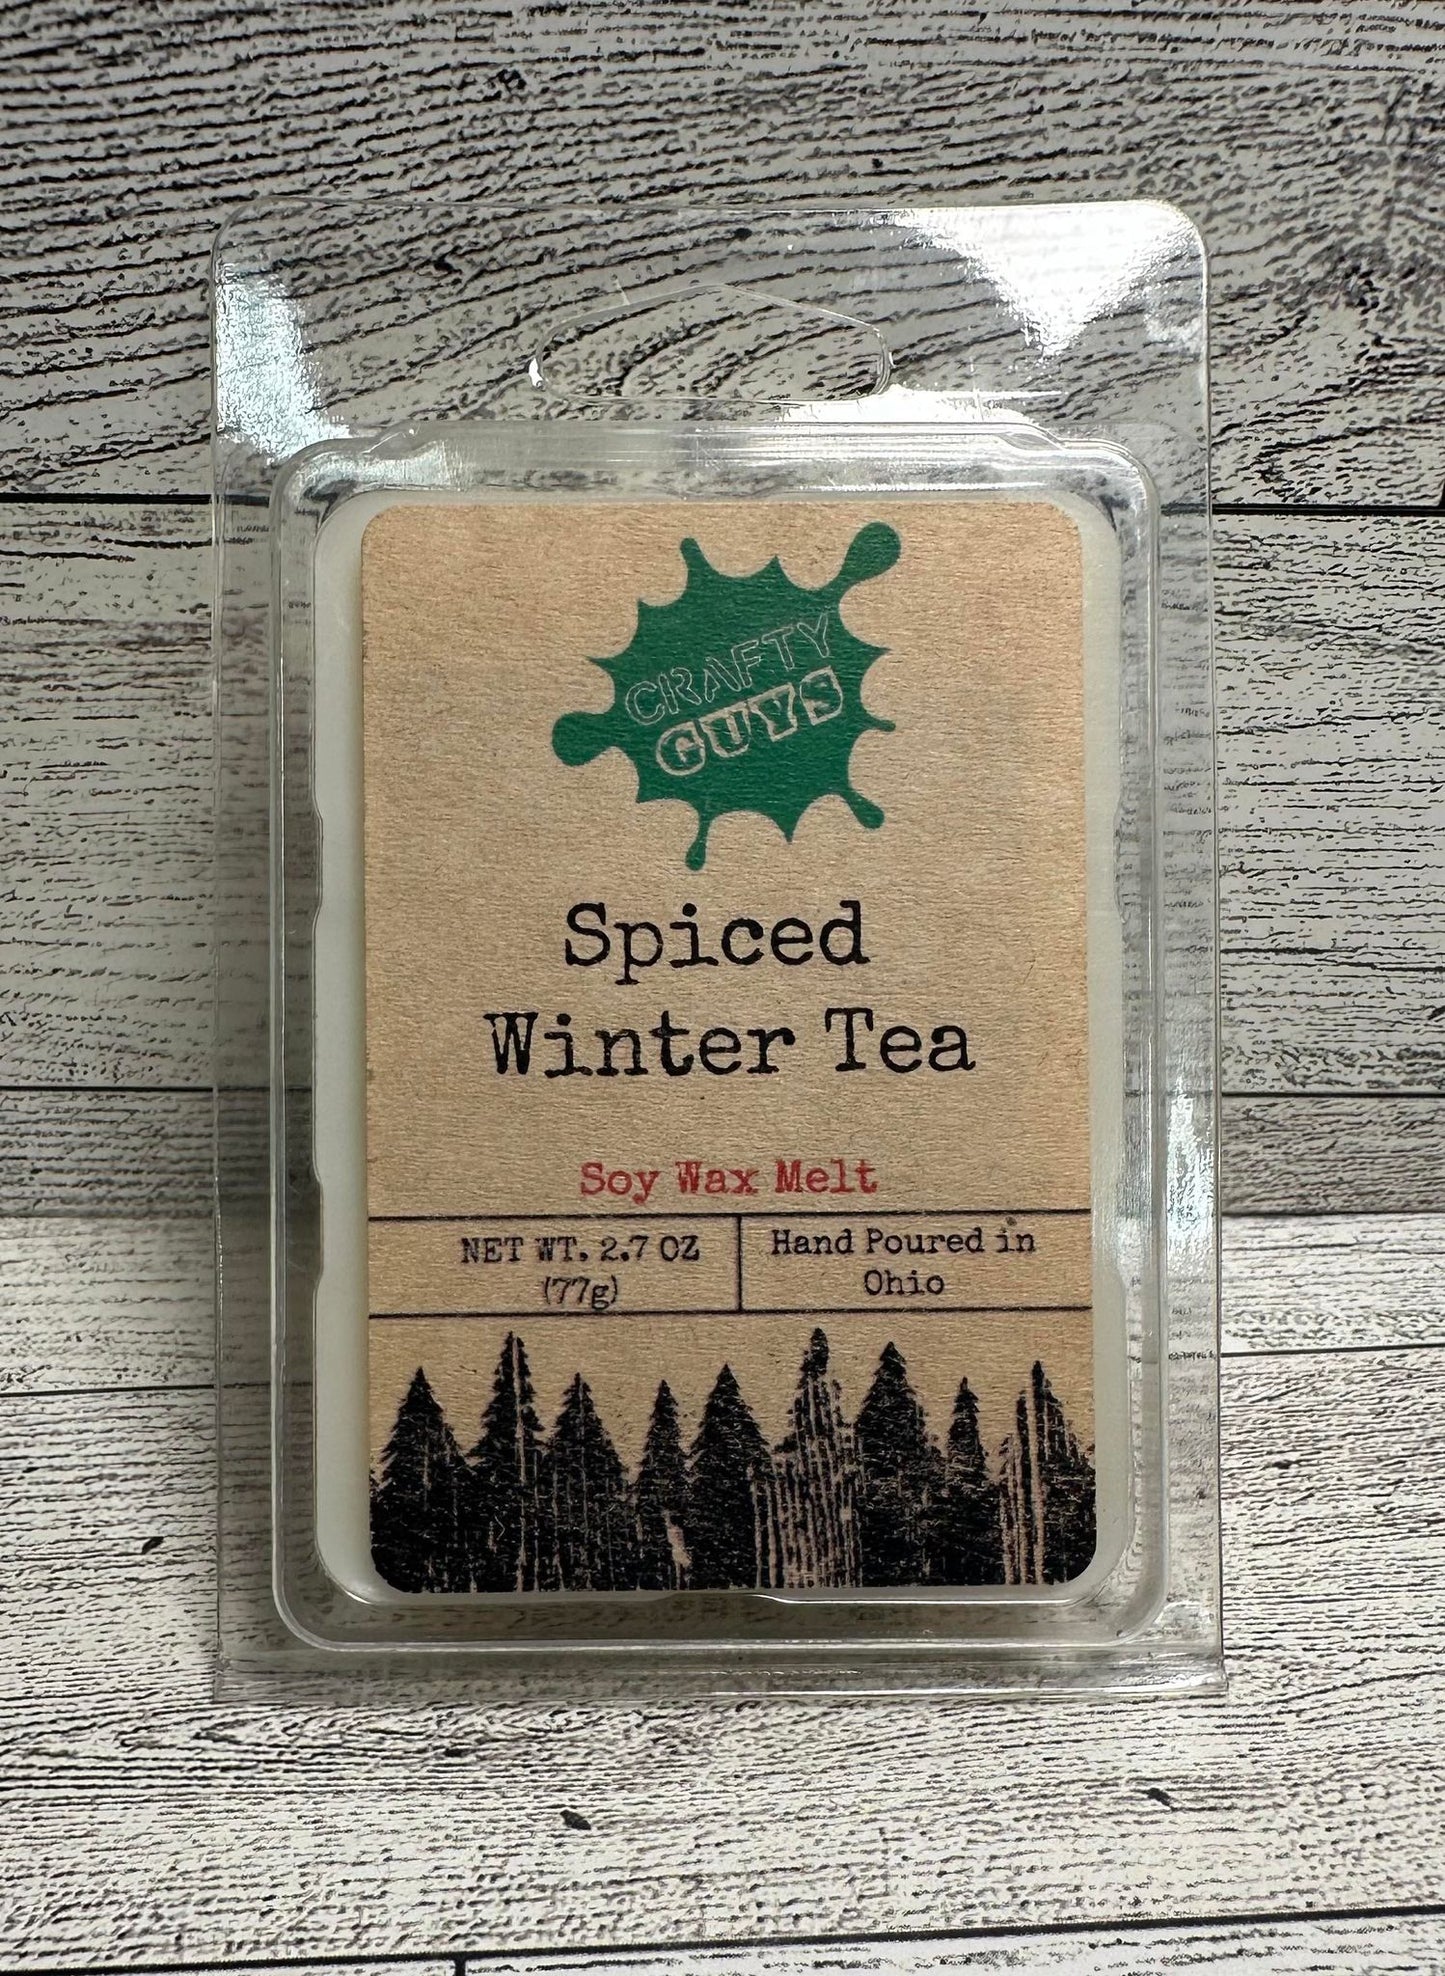 CRAFTY
GUYS
Spiced
Winter Tea
Soy Wax Melt
NET WT. 2.7 OZ
(77g)
Hand Poured in
Ohio